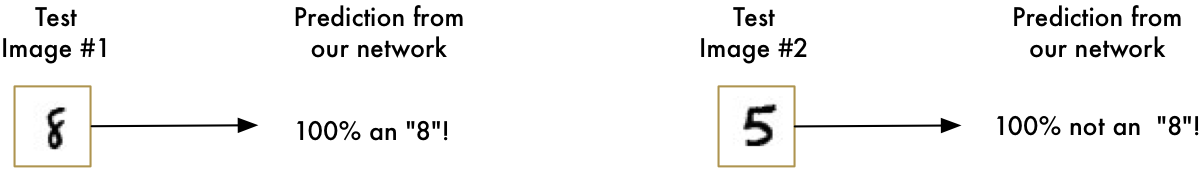 Test
Image #1
Prediction from
our network
8
100% an "8"!
Test
Image #2
Prediction from
our network
5
100% not an "8"!